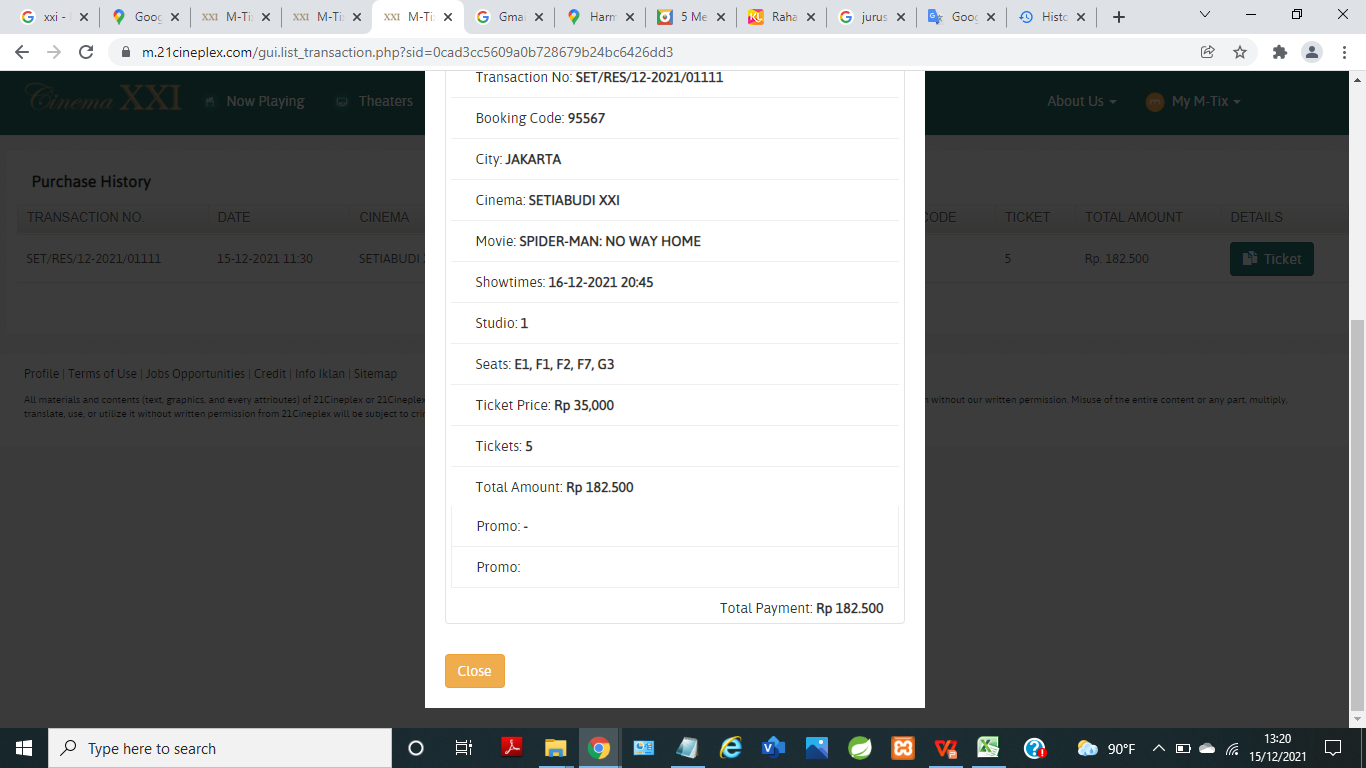 xxi -
Goog
M-Ti
M-Ti
M-Ti
Gmai
Harm
5 Me
Raha
jurus
Goog
Histo
m.21cineplex.com/gui.list_transaction.php?sid=0cad3cc5609a0b728679b24bc6426dd3
Cinema XXI
Now Playing
Theaters
About Us
My M-Tix
Transaction No: SET/RES/12-2021/01111
Booking Code: 95567
City: JAKARTA
Cinema: SETIABUDI XXI
Movie: SPIDER-MAN: NO WAY HOME
Showtimes: 16-12-2021 20:45
Studio: 1
Seats: E1, F1, F2, F7, G3
Ticket Price: Rp 35,000
Tickets: 5
Total Amount: Rp 182.500
Promo: -
Promo:
Total Payment: Rp 182.500
Close
Purchase History
TRANSACTION NO. DATE CINEMA CODE TICKET TOTAL AMOUNT DETAILS
SET/RES/12-2021/01111 15-12-2021 11:30 SETIABUDI 5 Rp. 182.500 Ticket
Profile | Terms of Use | Jobs Opportunities | Credit | Info Iklan | Sitemap
All materials and contents (text, graphics, and every attributes) of 21Cineplex or 21Cineplex without our written permission. Misuse of the entire content or any part, multiply,
translate, use, or utilize it without written permission from 21Cineplex will be subject to cri
Type here to search
90°F
13:20
15/12/2021